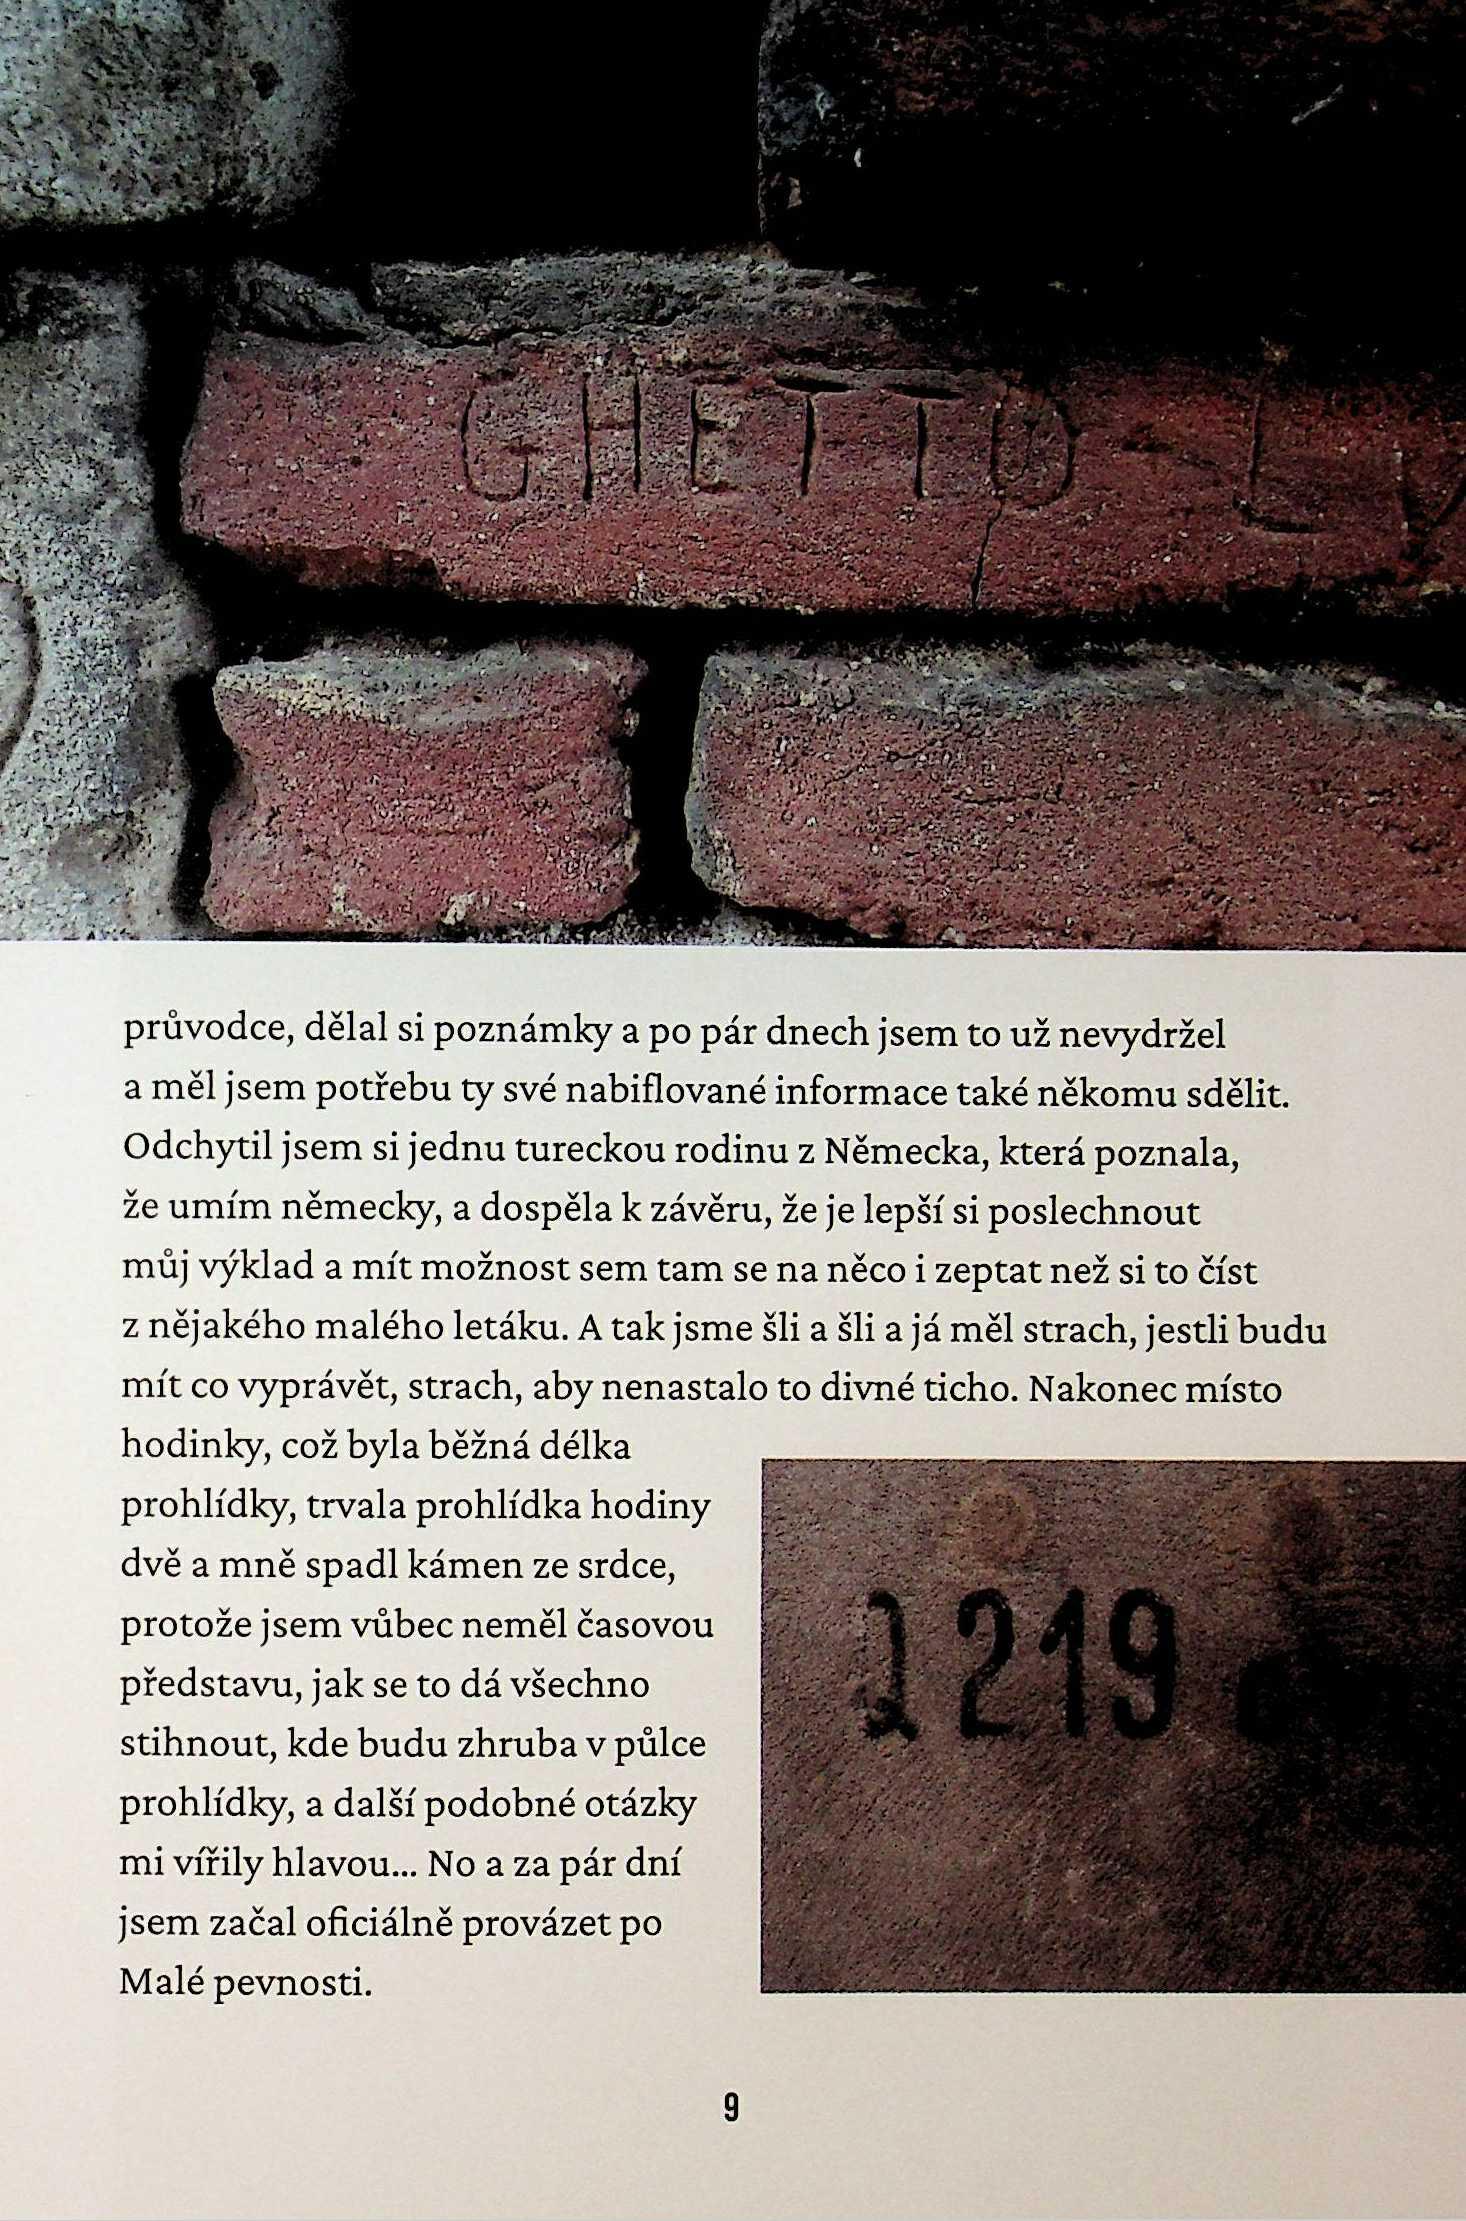 GHETTO
průvodce, dělal si poznámky a po pár dnech jsem to už nevydržel
a měl jsem potřebu ty své nabiflované informace také někomu sdělit.
Odchytil jsem si jednu tureckou rodinu z Německa, která poznala,
že umím německy, a dospěla k závěru, že je lepší si poslechnout
můj výklad a mít možnost sem tam se na něco i zeptat než si to číst
z nějakého malého letáku. A tak jsme šli a šli a já měl strach, jestli budu
mít co vyprávět, strach, aby nenastalo to divné ticho. Nakonec místo
hodinky, což byla běžná délka
prohlídky, trvala prohlídka hodiny
dvě a mně spadl kámen ze srdce,
protože jsem vůbec neměl časovou
představu, jak se to dá všechno
stihnout, kde budu zhruba v půlce
prohlídky, a další podobné otázky
mi vířily hlavou... No a za pár dní
jsem začal oficiálně provázet po
Malé pevnosti.
219
9